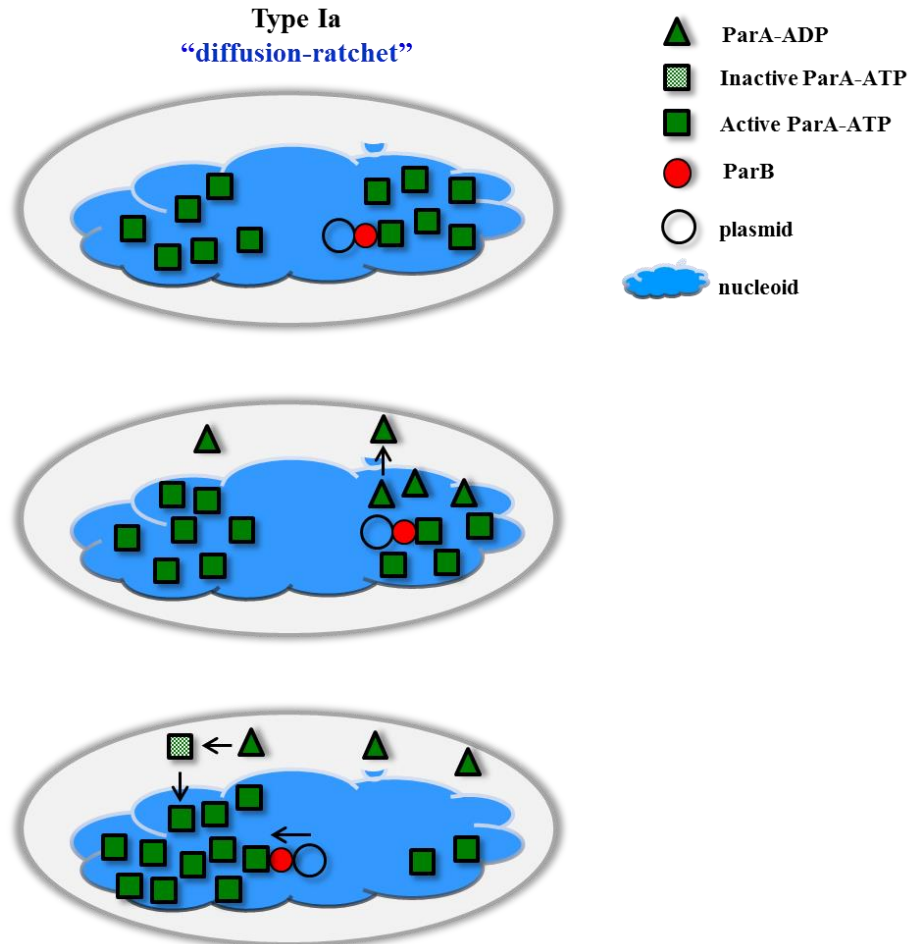 Type Ia
“diffusion-ratchet”
ParA-ADP
Inactive ParA-ATP
Active ParA-ATP
ParB
plasmid
nucleoid